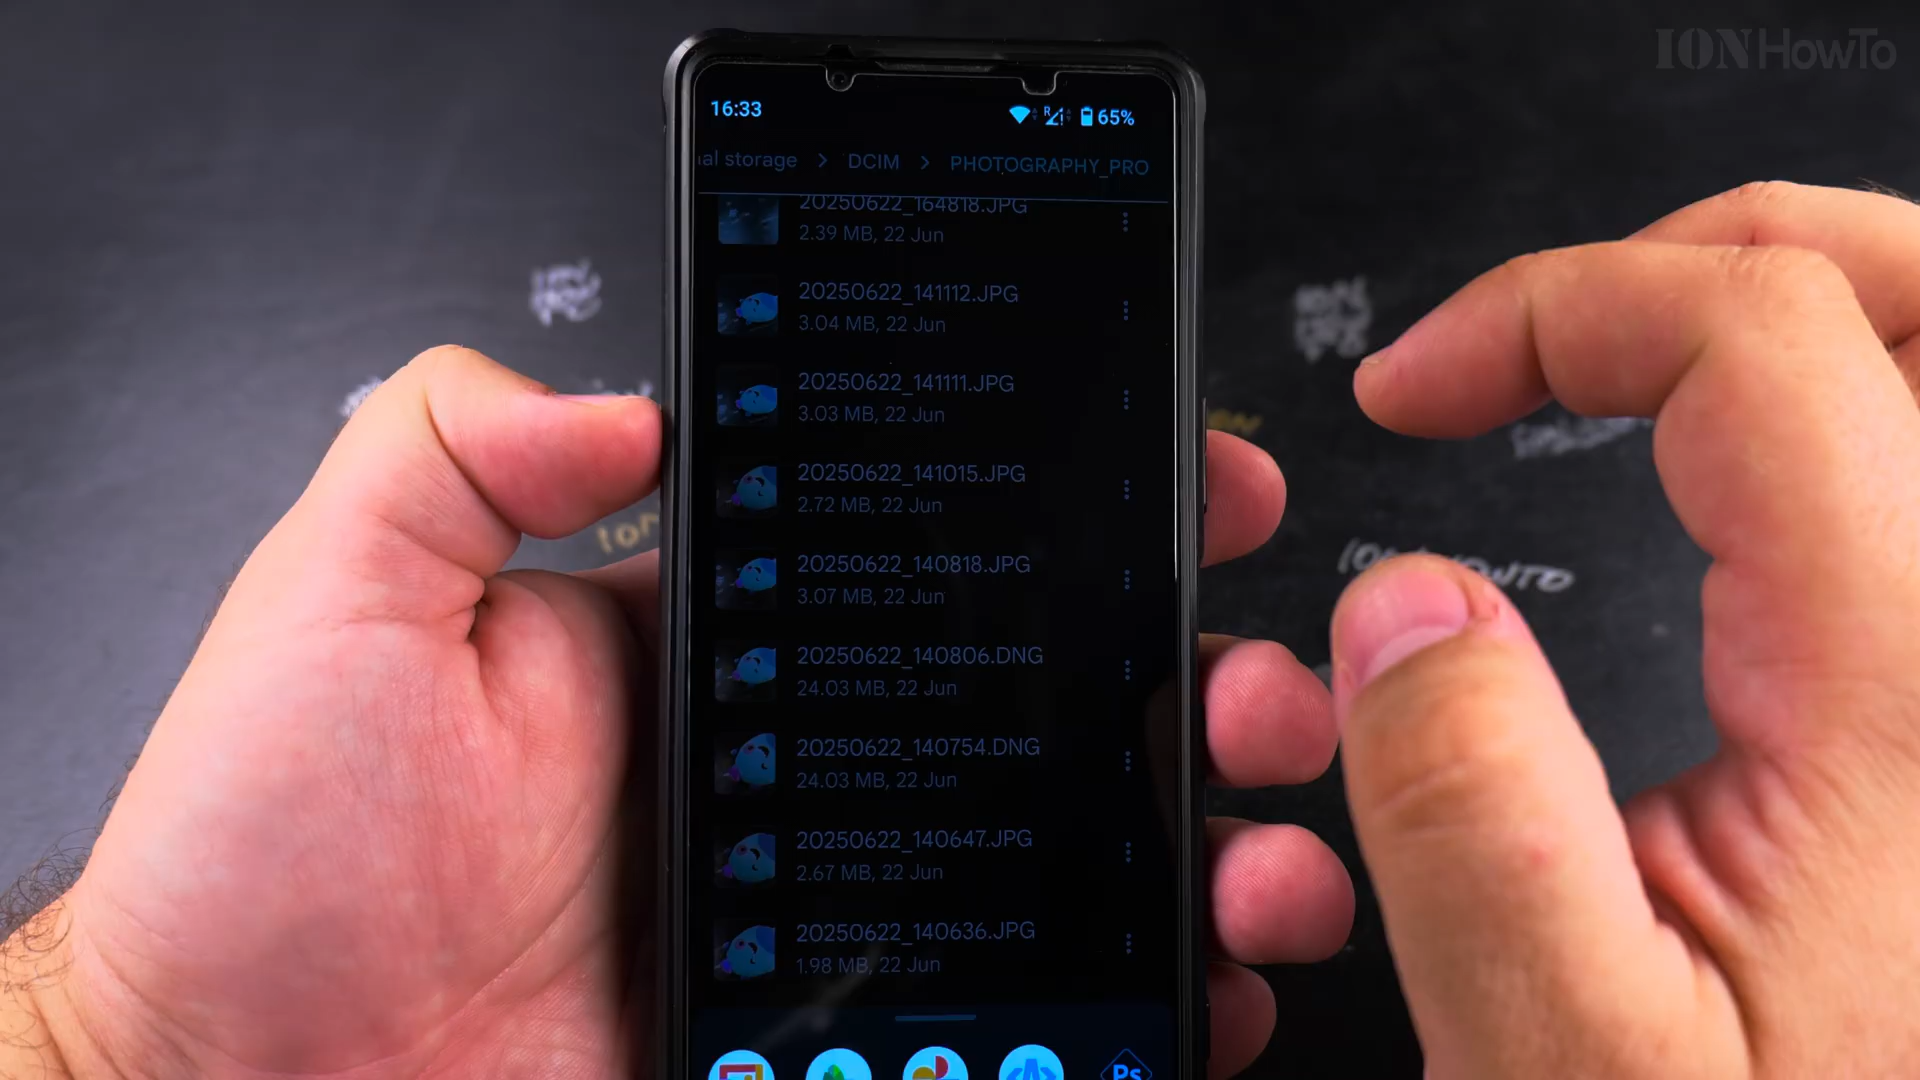 IONHowTo
16:33
R
65%
al storage > DCIM > PHOTOGRAPHY_PRO
20250622_164818.JPG
2.39 MB, 22 Jun
20250622_141112.JPG
3.04 MB, 22 Jun
20250622_141111.JPG
3.03 MB, 22 Jun
20250622_141015.JPG
2.72 MB, 22 Jun
20250622_140818.JPG
3.07 MB, 22 Jun
20250622_140806.DNG
24.03 MB, 22 Jun
20250622_140754.DNG
24.03 MB, 22 Jun
20250622_140647.JPG
2.67 MB, 22 Jun
20250622_140636.JPG
1.98 MB, 22 Jun
Ps
ION